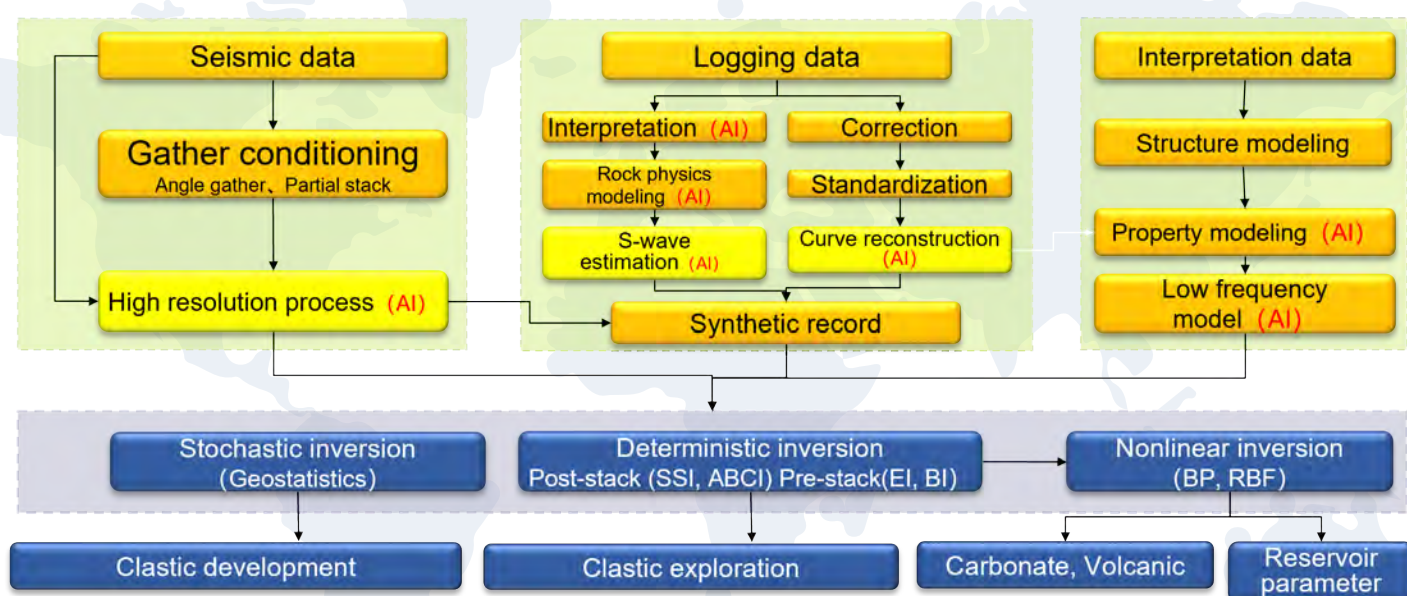 Seismic data
Gather conditioning
Angle gather、Partial stack
High resolution process (AI)
Logging data
Interpretation (AI)
Rock physics
modeling (AI)
S-wave
estimation (AI)
Correction
Standardization
Curve reconstruction
(AI)
Synthetic record
Interpretation data
Structure modeling
Property modeling (AI)
Low frequency
model (AI)
Stochastic inversion
(Geostatistics)
Deterministic inversion
Post-stack (SSI, ABCI) Pre-stack(EI, BI)
Nonlinear inversion
(BP, RBF)
Clastic development
Clastic exploration
Carbonate, Volcanic
Reservoir
parameter